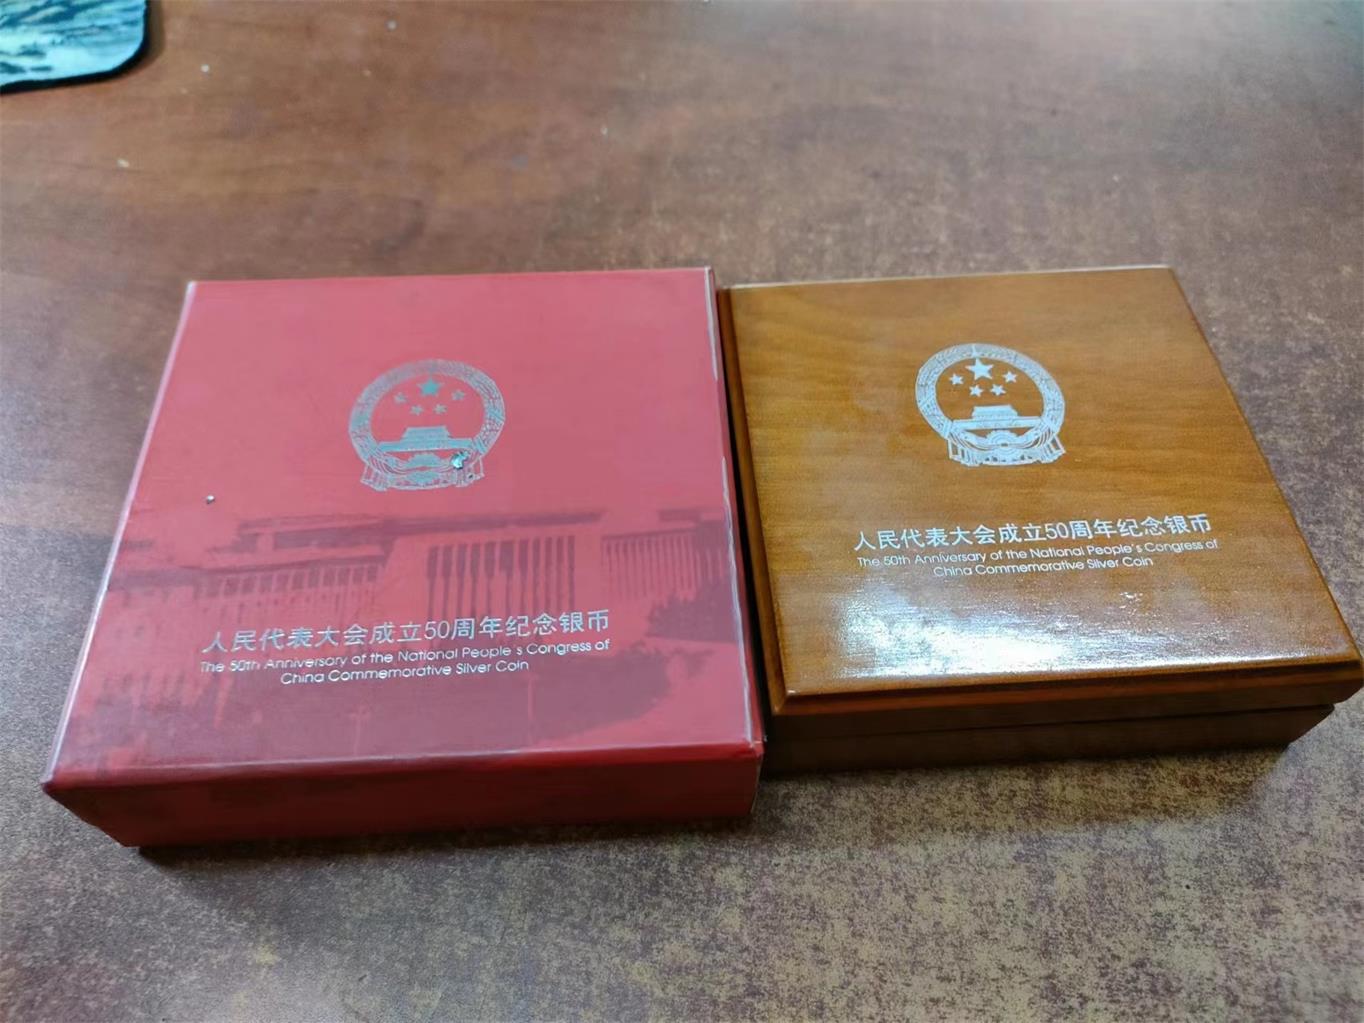 人民代表大会成立50周年纪念银币
The 50th Anniversary of the National People's Congress of
China Commemorative Silver Coin
人民代表大会成立50周年纪念银币
The 50th Anniversary of the National People's Congress of
China Commemorative Silver Coin